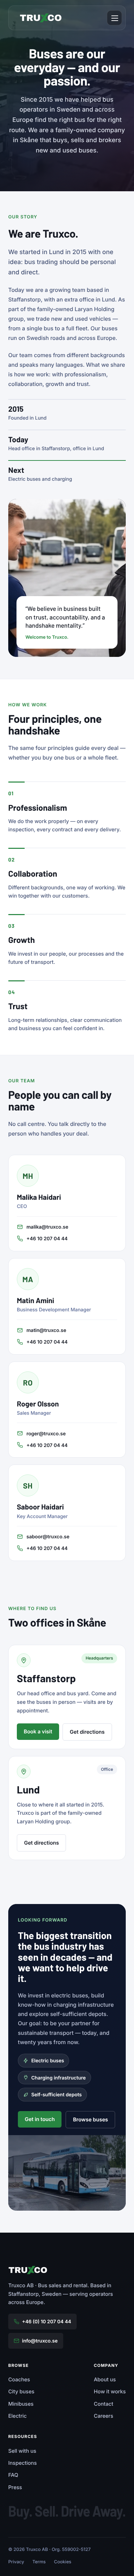 TRUXCO
Buses are our
everyday — and our
passion.
Since 2015 we have helped bus
operators in Sweden and across
Europe find the right bus for the right
route. We are a family-owned company
in Skåne that buys, sells and brokers
new and used buses.
OUR STORY
We are Truxco.
We started in Lund in 2015 with one
idea: bus trading should be personal
and direct.
Today we are a growing team based in
Staffanstorp, with an extra office in Lund. As
part of the family-owned Laryan Holding
group, we trade new and used vehicles —
from a single bus to a full fleet. Our buses
run on Swedish roads and across Europe.
Our team comes from different backgrounds
and speaks many languages. What we share
is how we work: with professionalism,
collaboration, growth and trust.
2015
Founded in Lund
Today
Head office in Staffanstorp, office in Lund
Next
Electric buses and charging
"We believe in business built
on trust, accountability, and a
handshake mentality."
Welcome to Truxco.
HOW WE WORK
Four principles, one
handshake
The same four principles guide every deal —
whether you buy one bus or a whole fleet.
01
Professionalism
We do the work properly — on every
inspection, every contract and every delivery.
02
Collaboration
Different backgrounds, one way of working. We
win together with our customers.
03
Growth
We invest in our people, our processes and the
future of transport.
04
Trust
Long-term relationships, clear communication
and business you can feel confident in.
OUR TEAM
People you can call by
name
No call centre. You talk directly to the
person who handles your deal.
MH
Malika Haidari
CEO
malika@truxco.se
+46 10 207 04 44
MA
Matin Amini
Business Development Manager
matin@truxco.se
+46 10 207 04 44
RO
Roger Olsson
Sales Manager
roger@truxco.se
+46 10 207 04 44
SH
Saboor Haidari
Key Account Manager
saboor@truxco.se
+46 10 207 04 44
WHERE TO FIND US
Two offices in Skåne
Headquarters
Staffanstorp
Our head office and bus yard. Come and
see the buses in person — visits are by
appointment.
Book a visit
Get directions
Office
Lund
Close to where it all started in 2015.
Truxco is part of the family-owned
Laryan Holding group.
Get directions
LOOKING FORWARD
The biggest transition
the bus industry has
seen in decades — and
we want to help drive
it.
We invest in electric buses, build
know-how in charging infrastructure
and explore self-sufficient depots.
Our goal: to be your partner for
sustainable transport — today, and
twenty years from now.
Electric buses
Charging infrastructure
Self-sufficient depots
Get in touch
Browse buses
TRUXCO
Truxco AB · Bus sales and rental. Based in
Staffanstorp, Sweden — serving operators
across Europe.
+46 (0) 10 207 04 44
info@truxco.se
BROWSE
Coaches
City buses
Minibuses
Electric
COMPANY
About us
How it works
Contact
Careers
RESOURCES
Sell with us
Inspections
FAQ
Press
Buy. Sell. Drive Away.
© 2026 Truxco AB · Org. 559002-0127
Privacy
Terms
Cookies